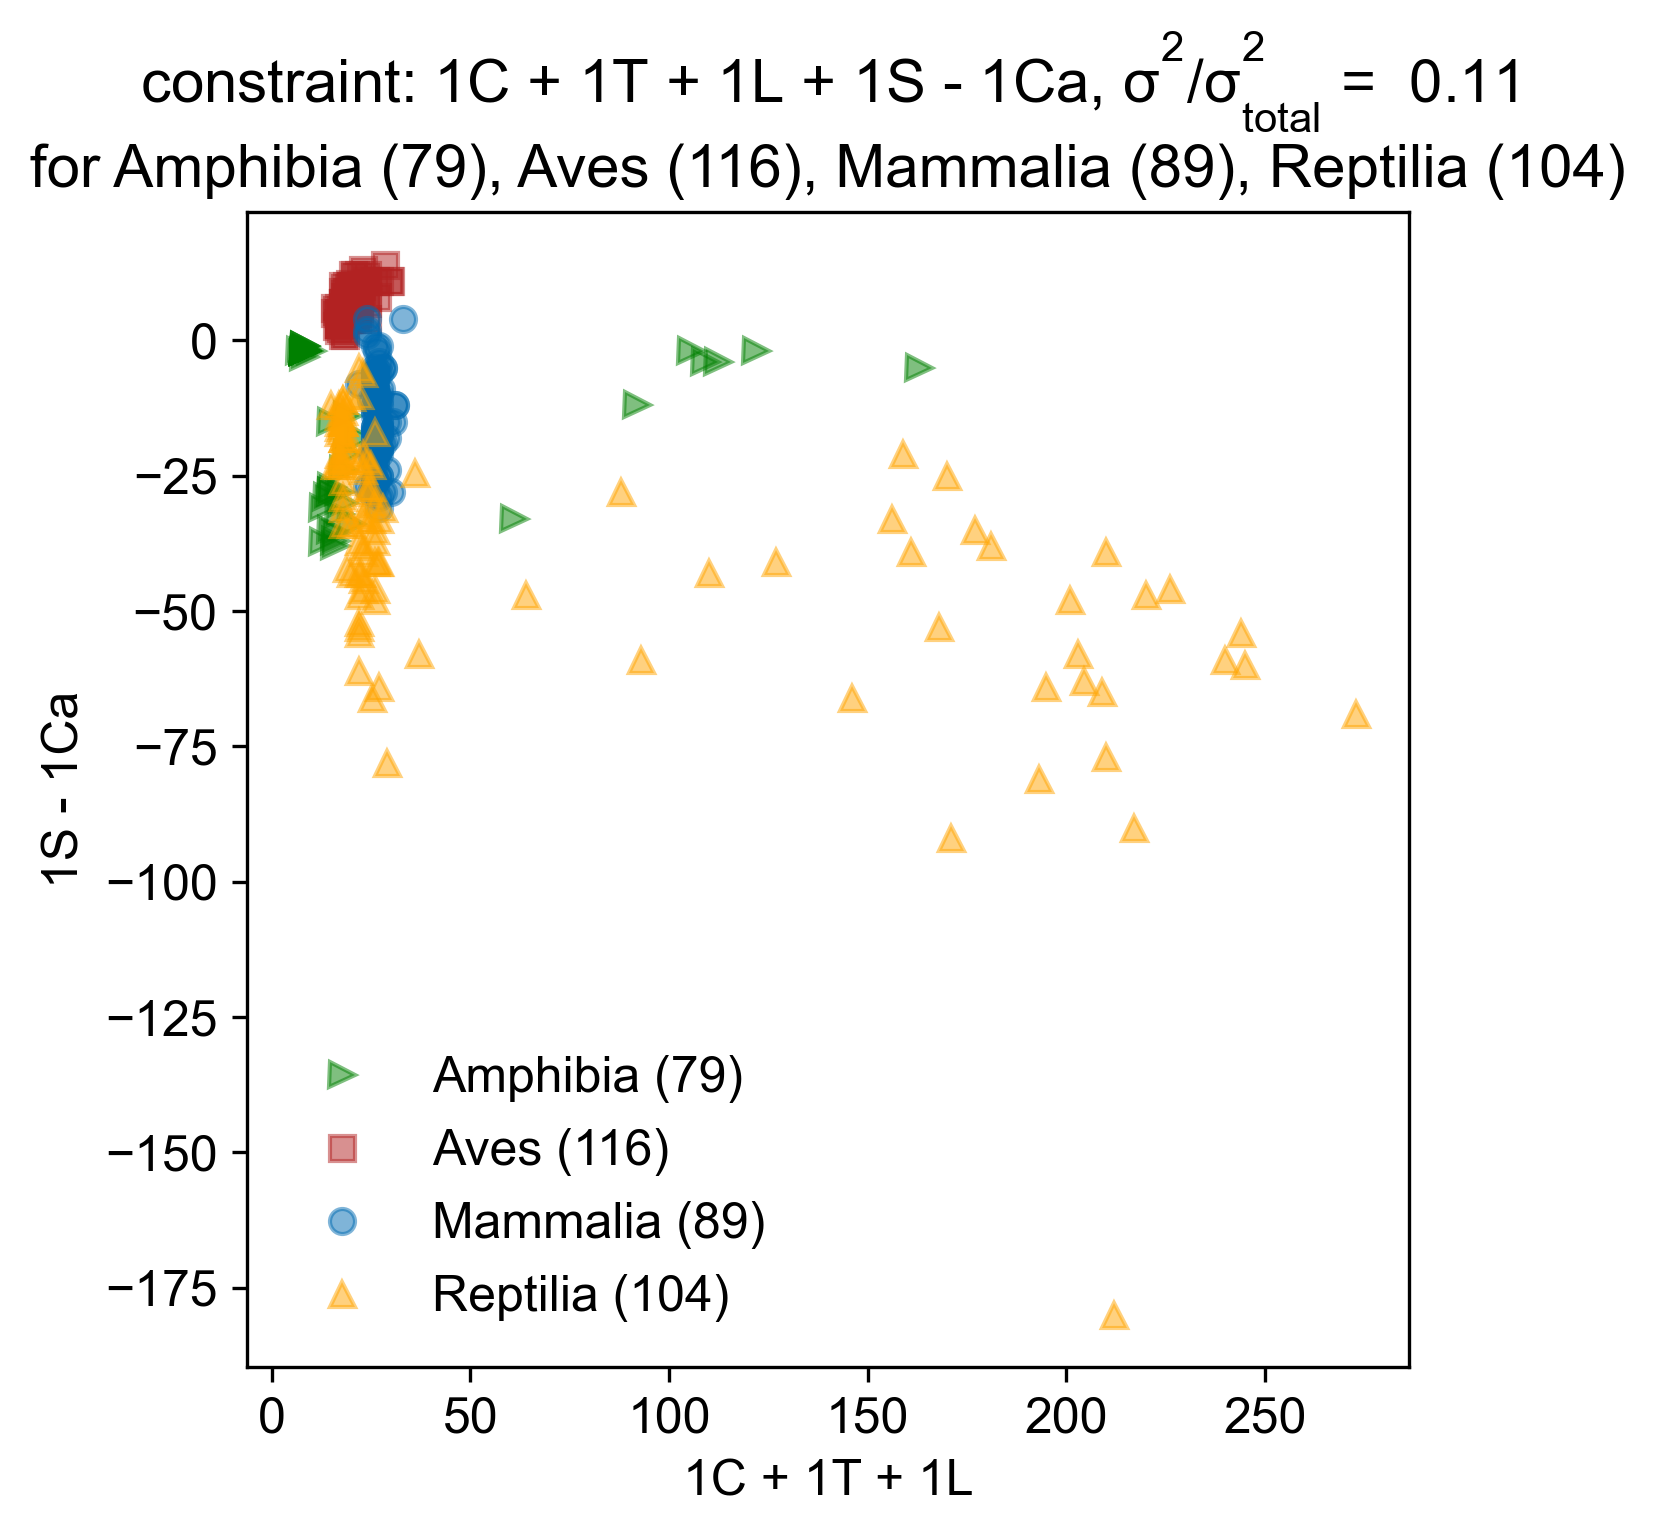 constraint: 1C + 1T + 1L + 1S - 1Ca, σ²/σ²total = 0.11
for Amphibia (79), Aves (116), Mammalia (89), Reptilia (104)
0
−25
−50
−75
−100
−125
−150
−175
1S - 1Ca
Amphibia (79)
Aves (116)
Mammalia (89)
Reptilia (104)
0 50 100 150 200 250
1C + 1T + 1L